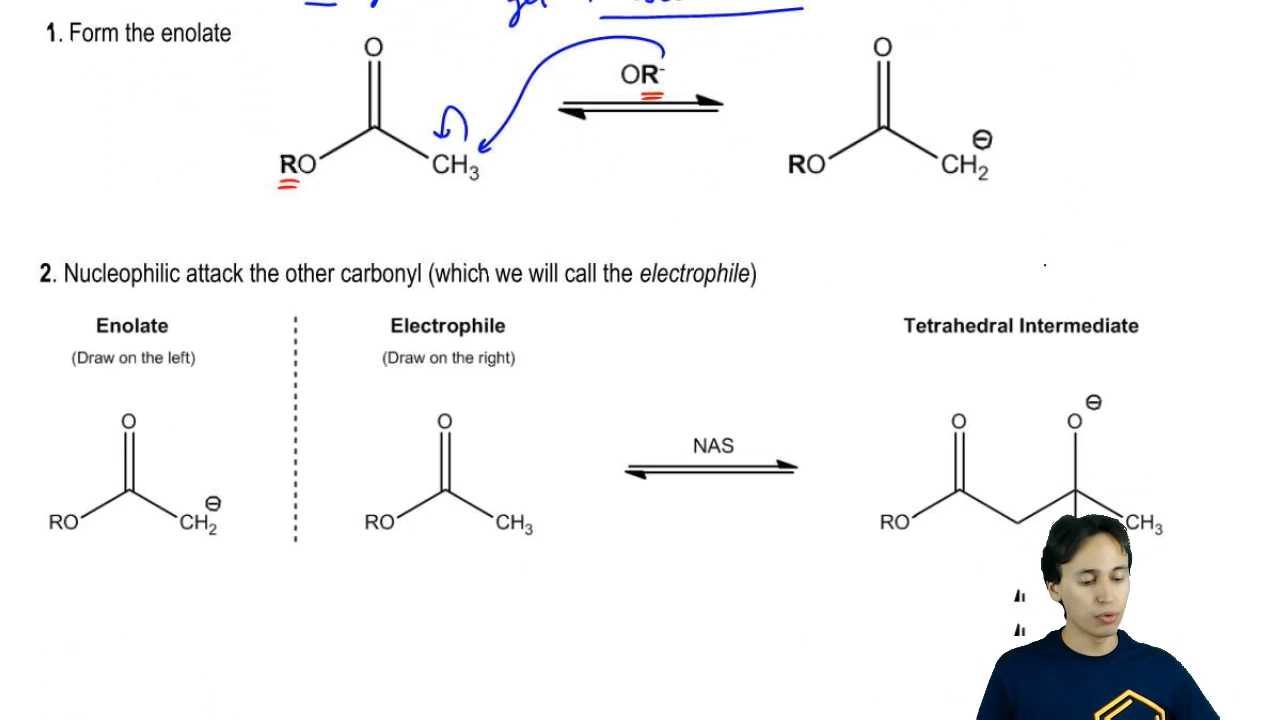 1. Form the enolate
O
OR-
O
RO
CH3
RO
CH2
2. Nucleophilic attack the other carbonyl (which we will call the electrophile)
Enolate
Electrophile
Tetrahedral Intermediate
(Draw on the left)
(Draw on the right)
O
O
NAS
O
O
RO
CH2
RO
CH3
RO
CH3